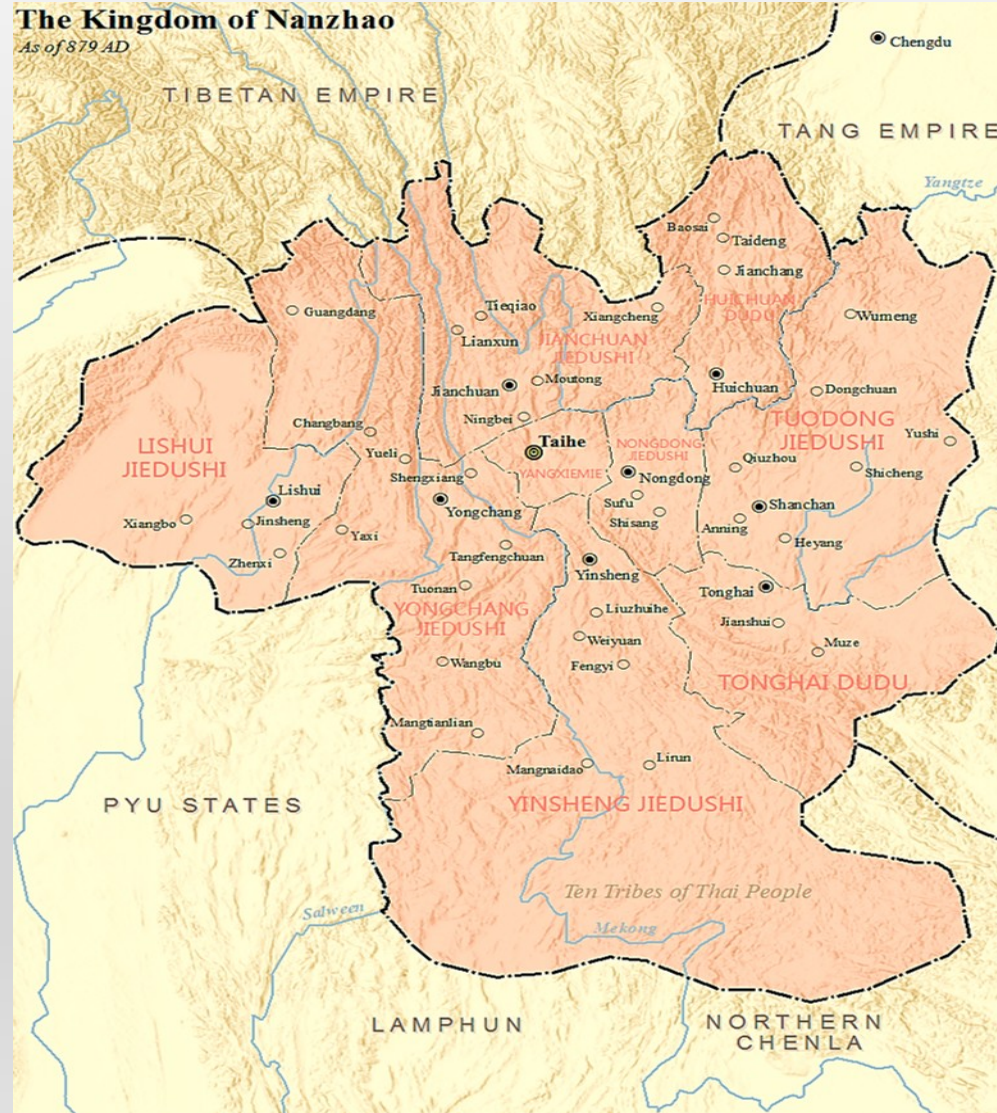 The Kingdom of Nanzhao
As of 879 AD
Chengdu
TIBETAN EMPIRE
TANG EMPIRE
Yangtze
Baosai
Taideng
Jianchang
HUICHUAN
DUDU
Guangdang
Tieqiao
Xiangcheng
Wumeng
Lianxun
JIANCHUAN
JIEDUSHI
Jianchuan
Moutong
Huichuan
Dongchuan
Ningbei
TUODONG
JIEDUSHI
Changbang
Taihe
Yushi
LISHUI
JIEDUSHI
NONGDONG
JIEDUSHI
Yueli
Qiuzhou
Shengxiang
YANGXIEMIE
Nongdong
Shicheng
Lishui
Sufu
Shanchan
Yongchang
Xiangbo
Jinsheng
Shisang
Anning
Yaxi
Heyang
Zhenxi
Tangfengchuan
Yinsheng
Tuonan
Tonghai
YONGCHANG
JIEDUSHI
Liuzhuihe
Jianshui
Weiyuan
Muze
Wangbu
Fengyi
TONGHAI DUDU
Mangtianlian
Lirun
Mangnaidao
PYU STATES
YINSHENG JIEDUSHI
Ten Tribes of Thai People
Salween
Mekong
LAMPHUN
NORTHERN
CHENLA